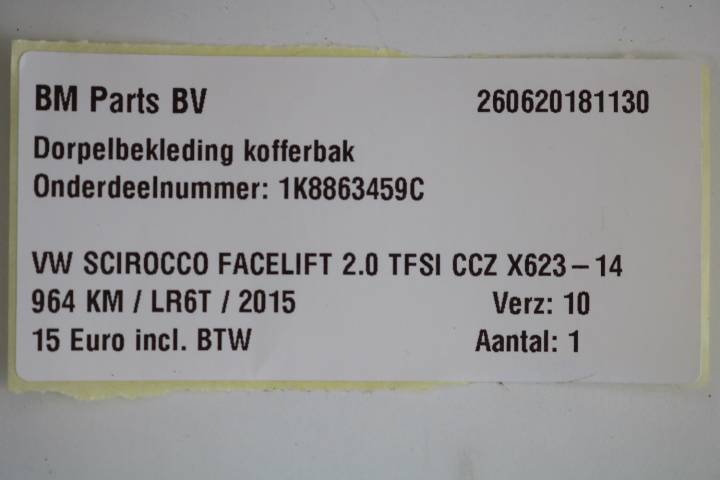 BM Parts BV 260620181130
Dorpelbekleding kofferbak
Onderdeelnummer: 1K8863459C
VW SCIROCCO FACELIFT 2.0 TFSI CCZ X623 – 14
964 KM / LR6T / 2015 Verz: 10
15 Euro incl. BTW Aantal: 1